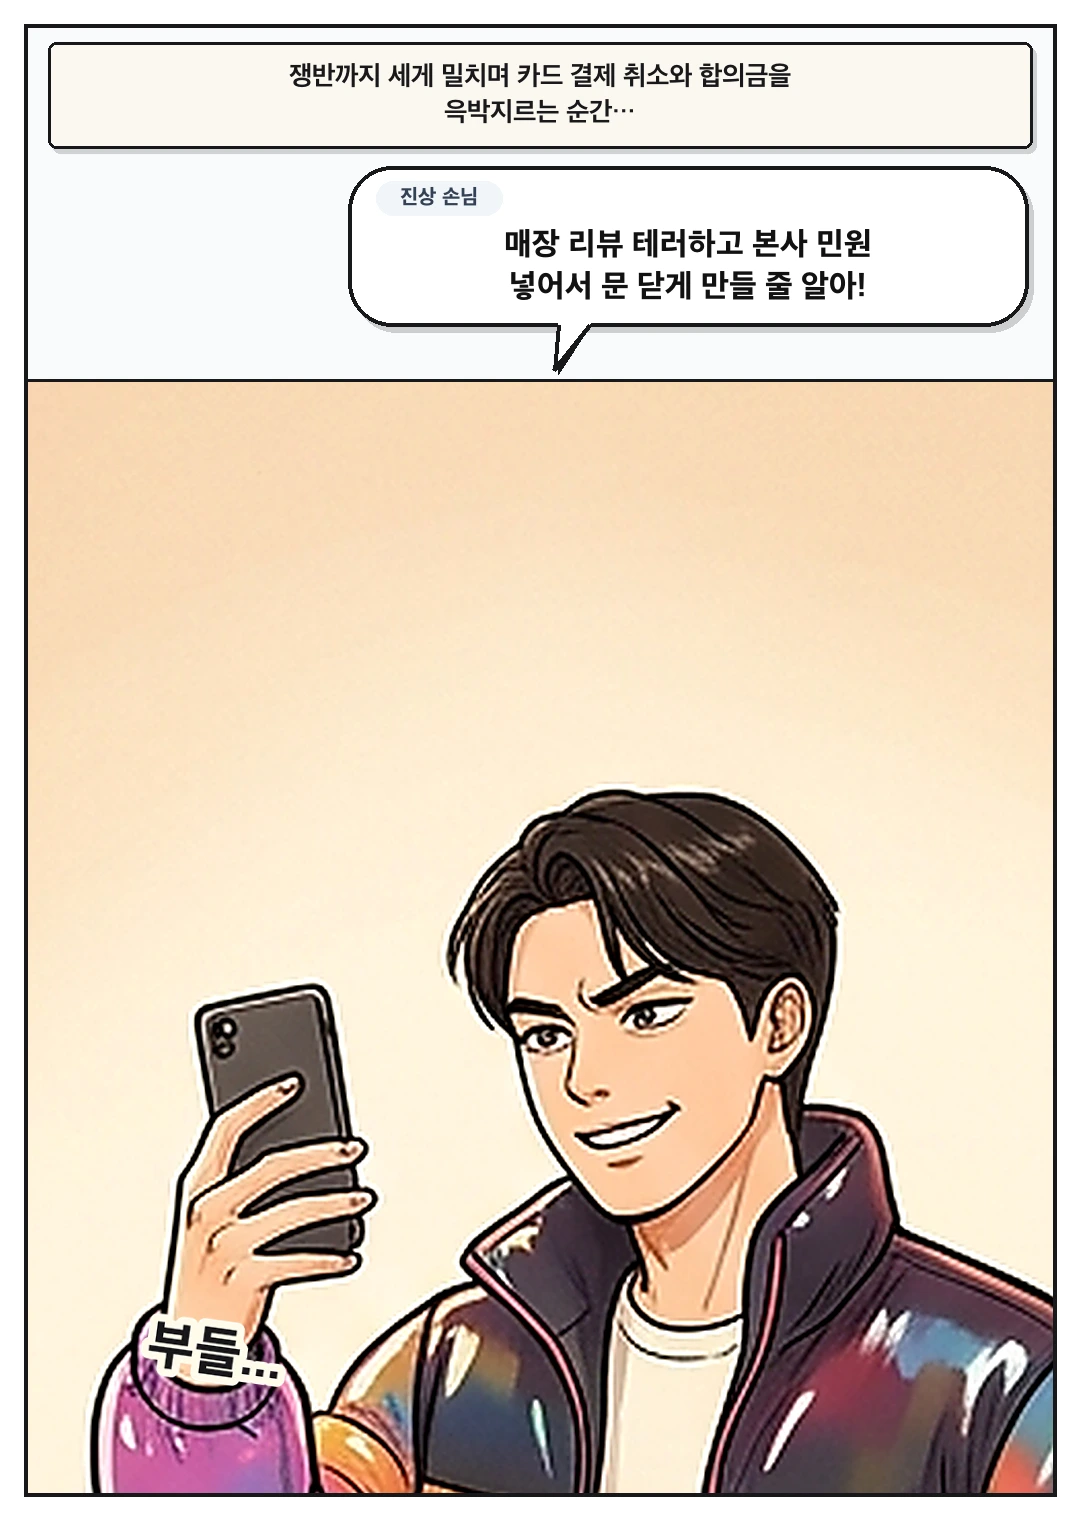 쟁반까지 세게 밀치며 카드 결제 취소와 합의금을
윽박지르는 순간…
진상 손님
매장 리뷰 테러하고 본사 민원
넣어서 문 닫게 만들 줄 알아!
부들...